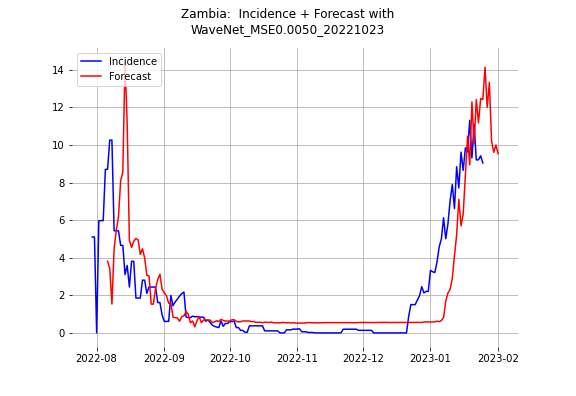 Zambia:  Incidence + Forecast with
WaveNet_MSE0.0050_20221023
Incidence
Forecast
14
12
10
8
6
4
2
0
2022-08 2022-09 2022-10 2022-11 2022-12 2023-01 2023-02